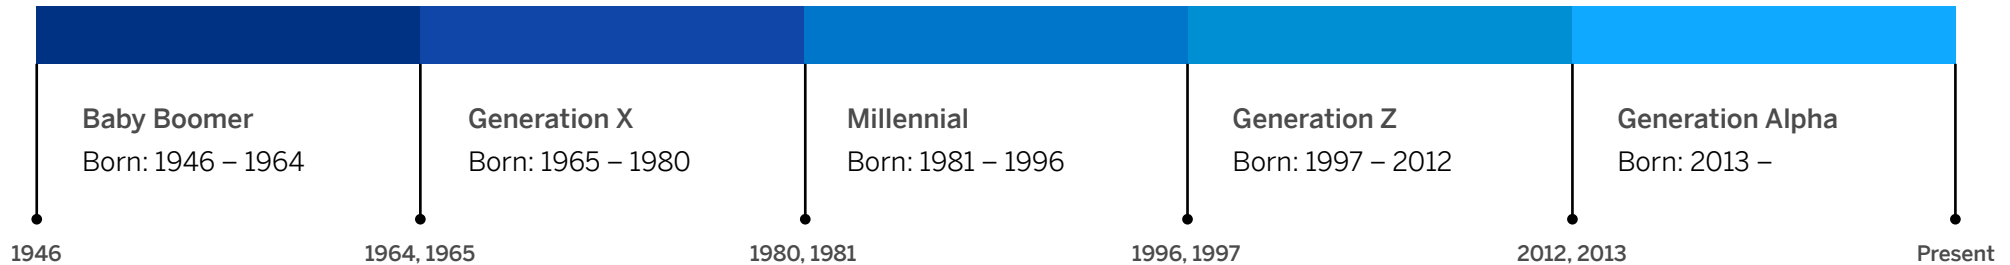 Baby Boomer
Born: 1946 – 1964
Generation X
Born: 1965 – 1980
Millennial
Born: 1981 – 1996
Generation Z
Born: 1997 – 2012
Generation Alpha
Born: 2013 –
1946
1964, 1965
1980, 1981
1996, 1997
2012, 2013
Present